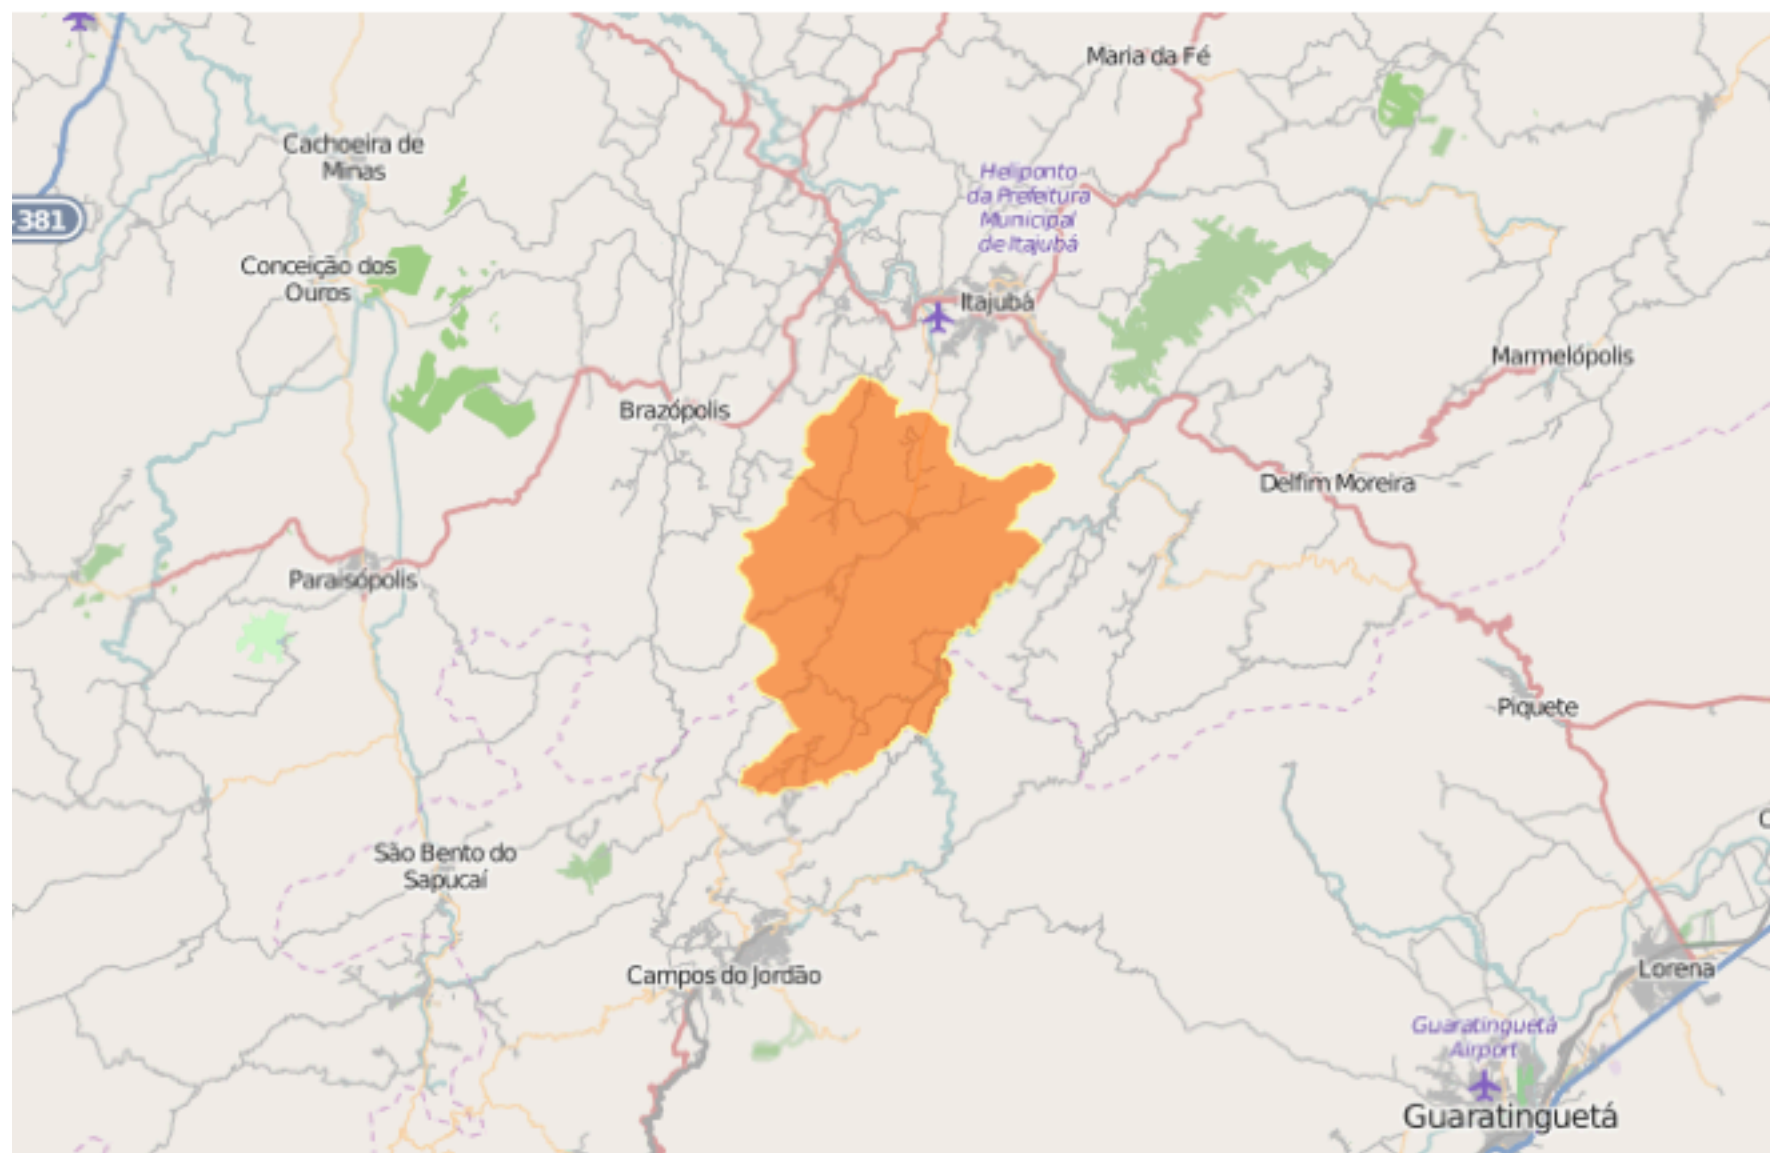 Maria da Fé
Cachoeira de
Minas
Heliponto
da Prefeitura
Municipal
de Itajubá
-381
Conceição dos
Ouros
Itajubá
Marmelópolis
Brazópolis
Delfim Moreira
Paraisópolis
Piquete
São Bento do
Sapucaí
Campos do Jordão
Lorena
Guaratinguetá
Airport
Guaratinguetá